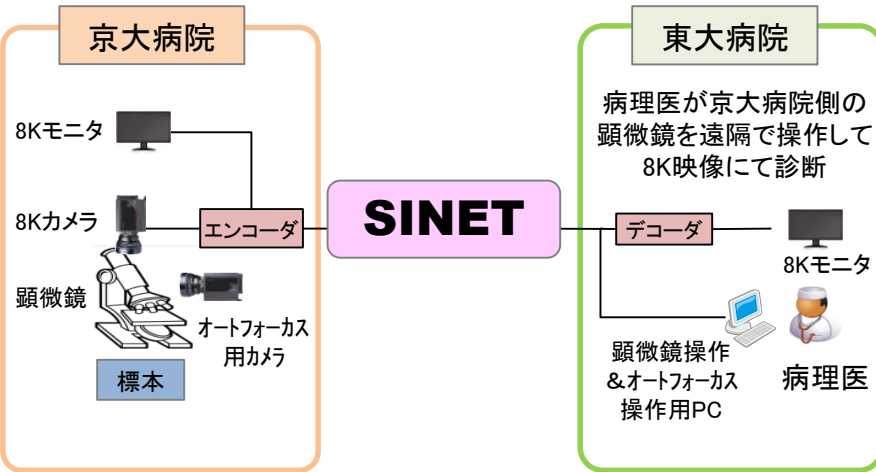 京大病院
8Kモニタ
8Kカメラ
エンコーダ
顕微鏡
オートフォーカス
用カメラ
標本
SINET
東大病院
病理医が京大病院側の
顕微鏡を遠隔で操作して
8K映像にて診断
デコーダ
8Kモニタ
顕微鏡操作
&オートフォーカス
操作用PC
病理医